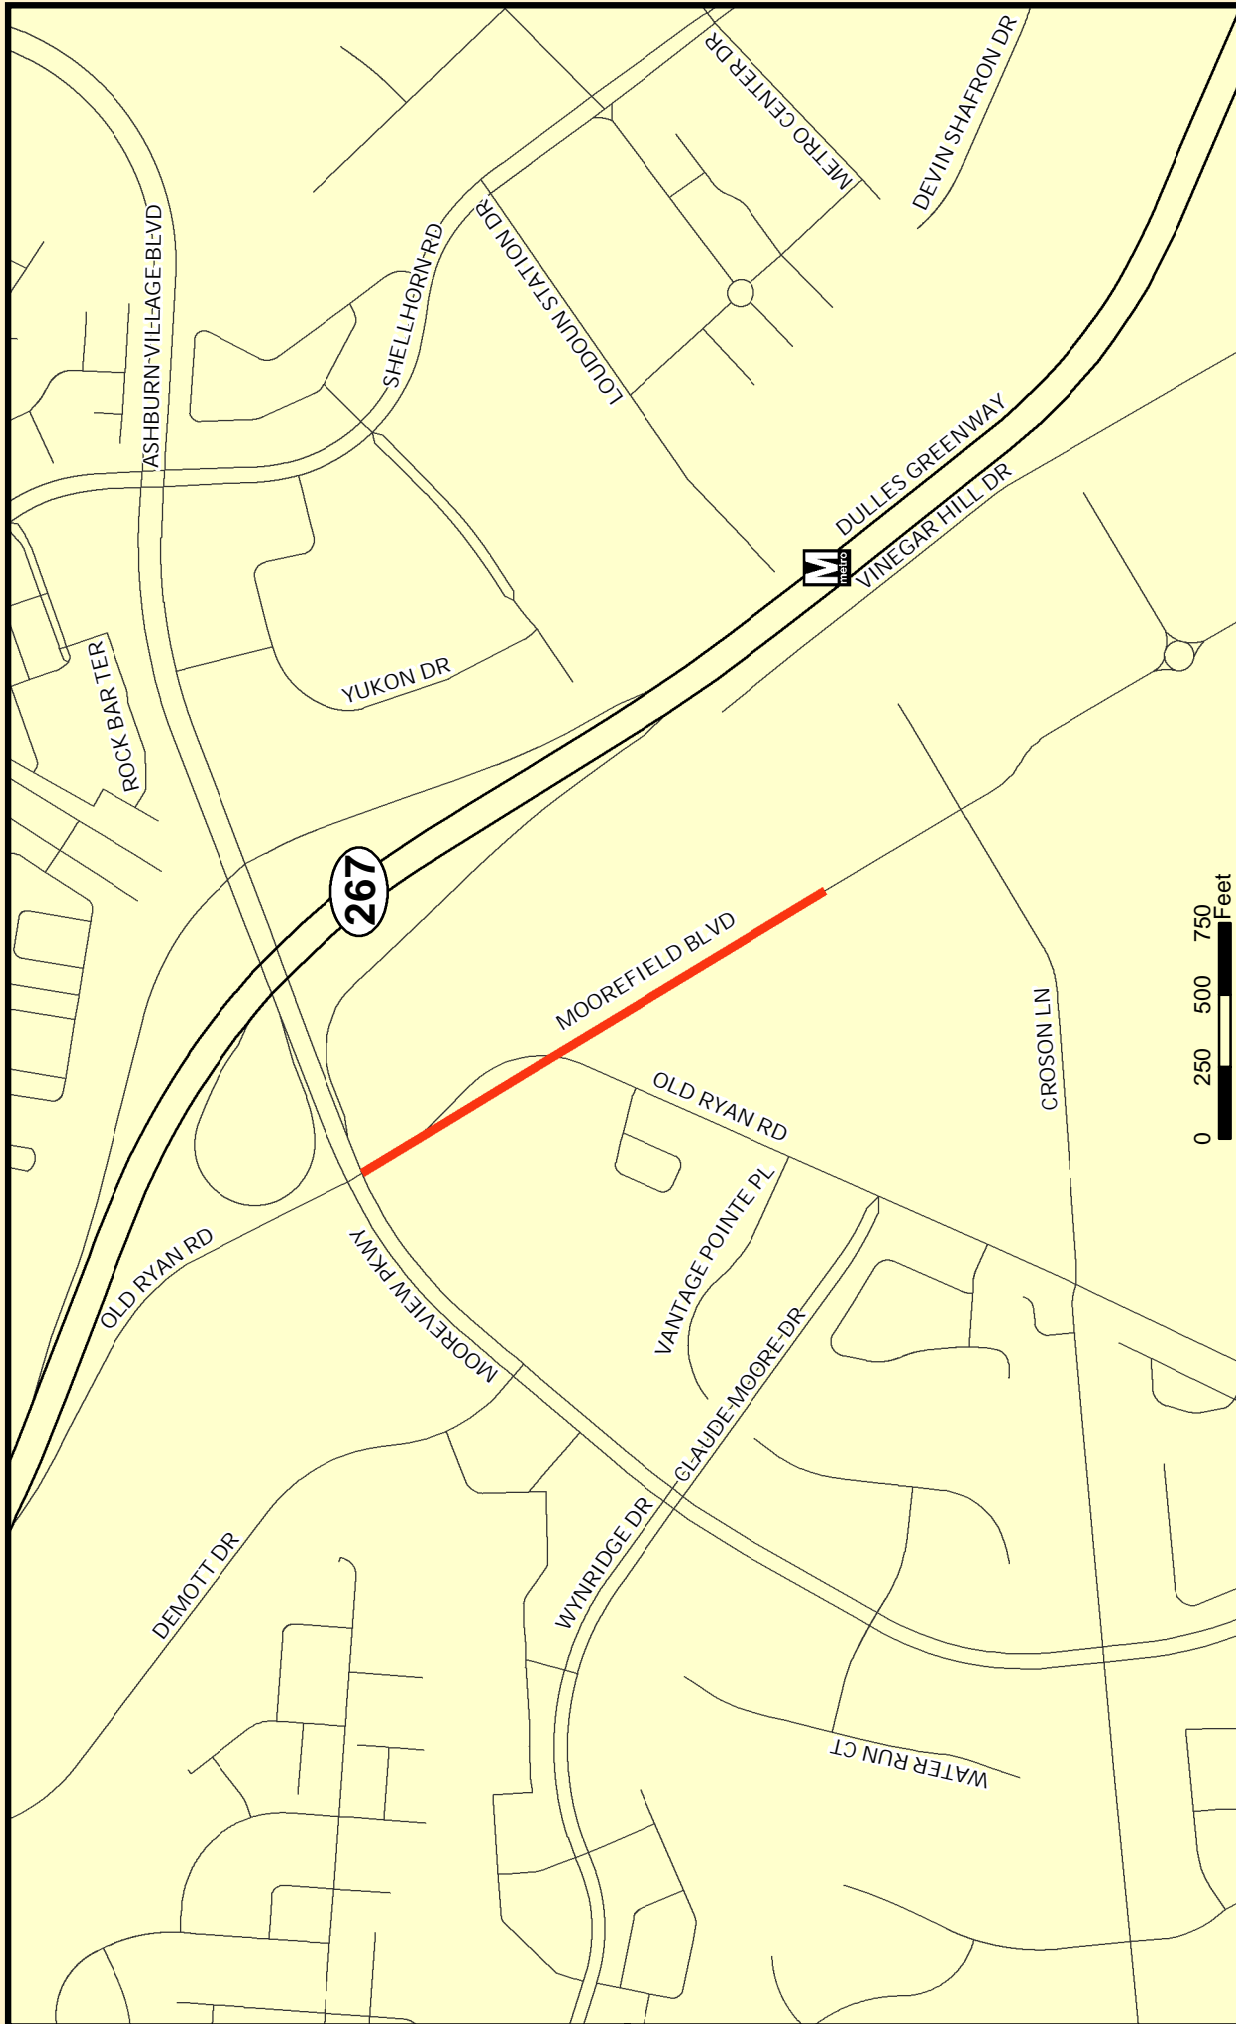 ASHBURN VILLAGE BLVD
METRO CENTER DR
DEVIN SHAFRON DR
SHELLHORN RD
LOUDOUN STATION DR
DULLES GREENWAY
VINEGAR HILL DR
M
metro
ROCK BAR TER
YUKON DR
267
MOOREFIELD BLVD
OLD RYAN RD
CROSON LN
OLD RYAN RD
MOOREVIEW PKWY
VANTAGE POINTE PL
CLAUDE MOORE DR
WYNRIDGE DR
DEMOTT DR
WATER RUN CT
0 250 500 750
Feet